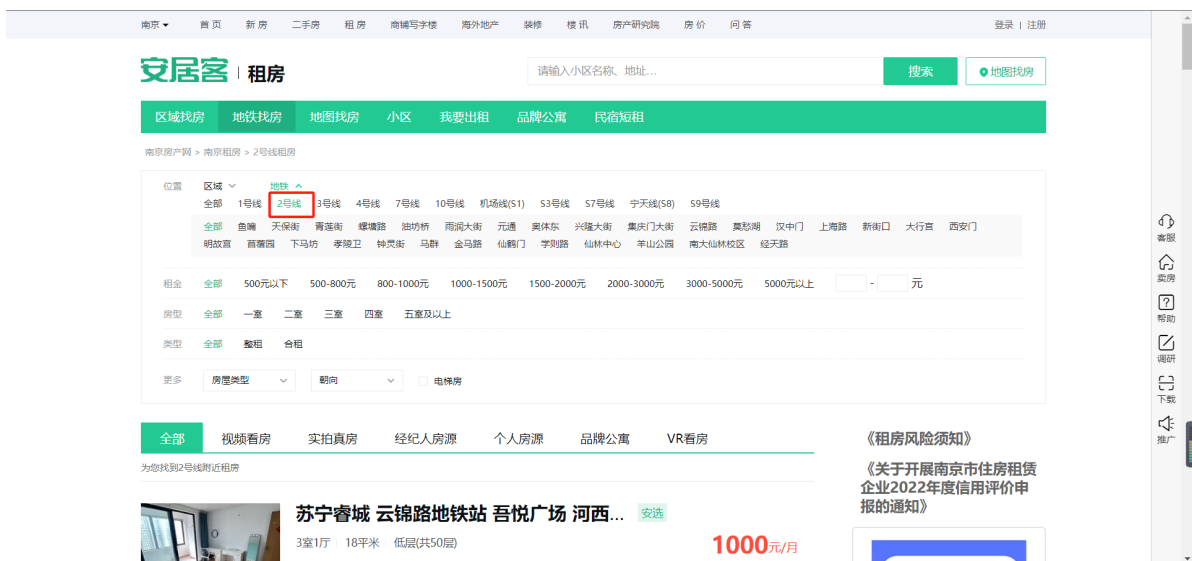 南京 首页 新房 二手房 租房 商铺写字楼 海外地产 装修 楼讯 房产研究院 房价 问答 登录 | 注册
安居客 | 租房 请输入小区名称、地址... 搜索 地图找房
区域找房 地铁找房 地图找房 小区 我要出租 品牌公寓 民宿短租
南京房产网 > 南京租房 > 2号线租房
位置 区域 地铁
全部 1号线 2号线 3号线 4号线 7号线 10号线 机场线(S1) S3号线 S7号线 宁天线(S8) S9号线
全部 鱼嘴 天保街 青莲街 螺塘路 油坊桥 雨润大街 元通 奥体东 兴隆大街 集庆门大街 云锦路 莫愁湖 汉中门 上海路 新街口 大行宫 西安门
明故宫 苜蓿园 下马坊 孝陵卫 钟灵街 马群 金马路 仙鹤门 学则路 仙林中心 羊山公园 南大仙林校区 经天路
租金 全部 500元以下 500-800元 800-1000元 1000-1500元 1500-2000元 2000-3000元 3000-5000元 5000元以上 - 元
房型 全部 一室 二室 三室 四室 五室及以上
类型 全部 整租 合租
更多 房屋类型 朝向 电梯房
全部 视频看房 实拍真房 经纪人房源 个人房源 品牌公寓 VR看房
为您找到2号线附近租房
苏宁睿城 云锦路地铁站 吾悦广场 河西... 安选
3室1厅 18平米 低层(共50层)
1000元/月
《租房风险须知》
《关于开展南京市住房租赁
企业2022年度信用评价申
报的通知》
客服
卖房
帮助
调研
下载
推广